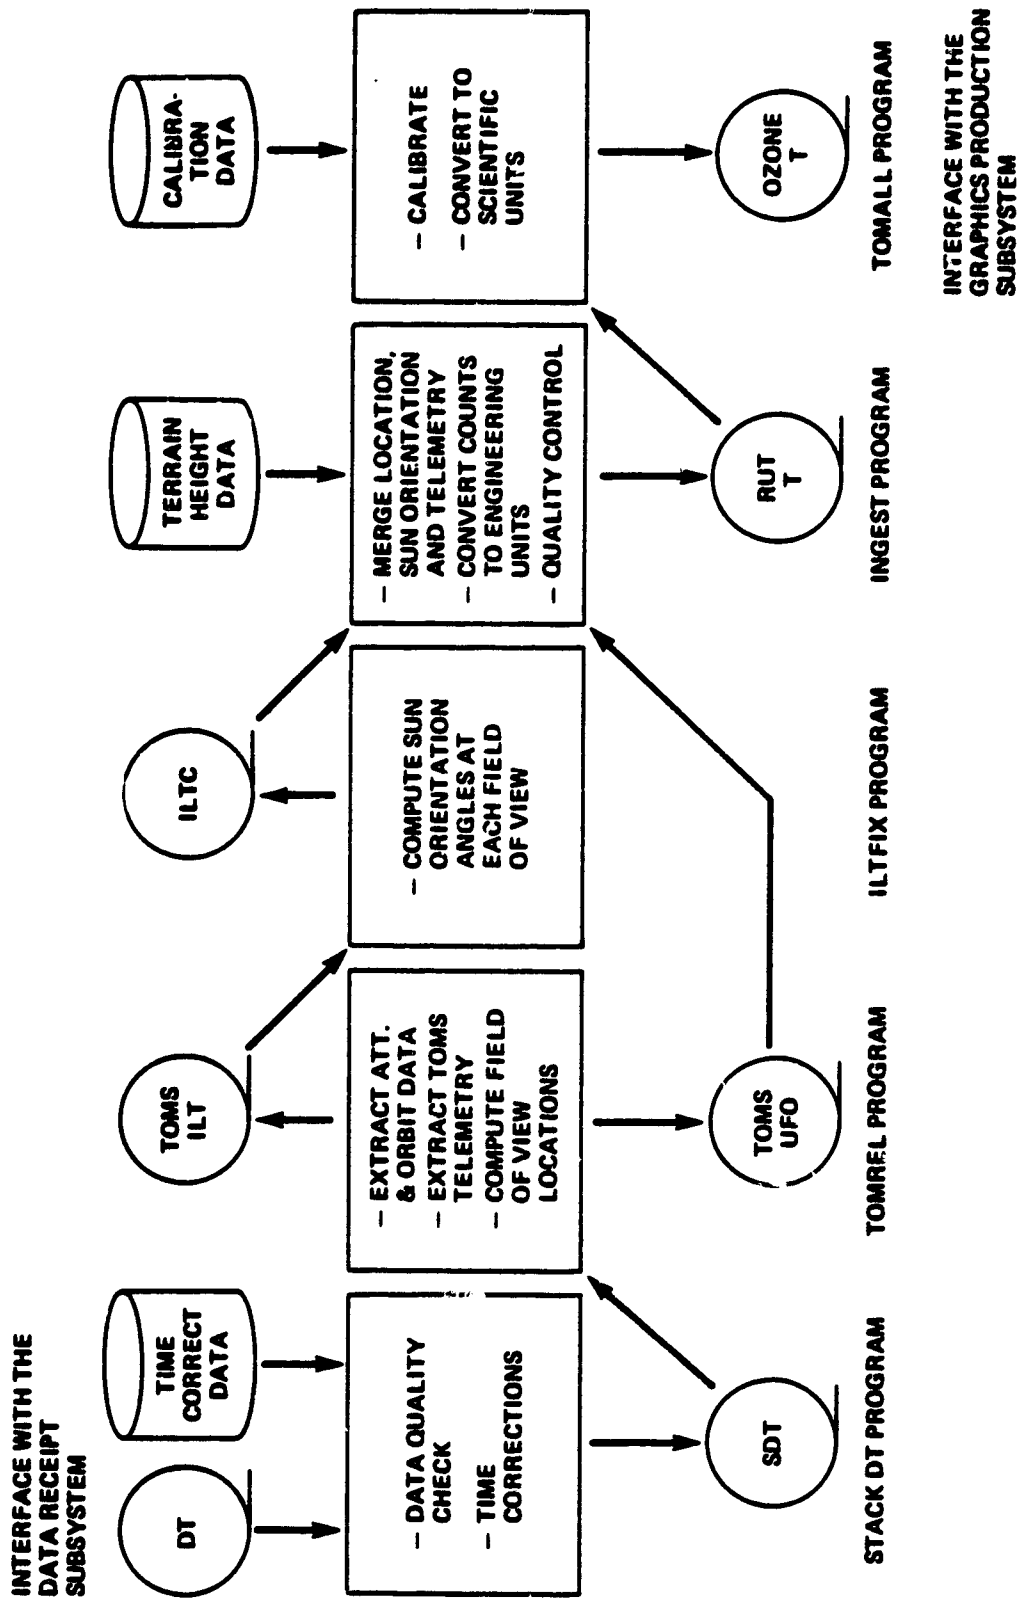 INTERFACE WITH THE
DATA RECEIPT
SUBSYSTEM
DT
TIME
CORRECT
DATA
– DATA QUALITY
CHECK
– TIME
CORRECTIONS
SDT
STACK DT PROGRAM
TOMS
ILT
– EXTRACT ATT.
& ORBIT DATA
– EXTRACT TOMS
TELEMETRY
– COMPUTE FIELD
OF VIEW
LOCATIONS
TOMS
UFO
TOMREL PROGRAM
ILTC
– COMPUTE SUN
ORIENTATION
ANGLES AT
EACH FIELD
OF VIEW
ILTFIX PROGRAM
TERRAIN
HEIGHT
DATA
– MERGE LOCATION,
SUN ORIENTATION
AND TELEMETRY
– CONVERT COUNTS
TO ENGINEERING
UNITS
– QUALITY CONTROL
RUT
T
INGEST PROGRAM
CALIBRA-
TION
DATA
– CALIBRATE
– CONVERT TO
SCIENTIFIC
UNITS
OZONE
T
TOMALL PROGRAM
INTERFACE WITH THE
GRAPHICS PRODUCTION
SUBSYSTEM